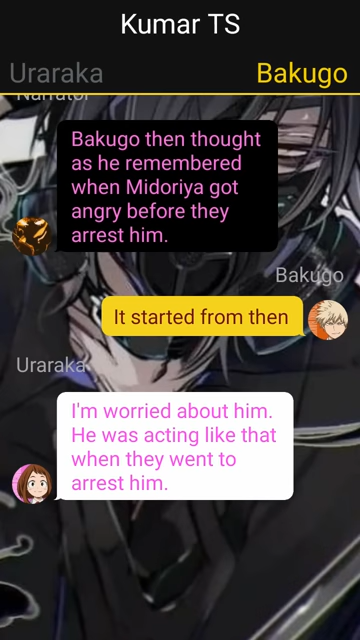 Kumar TS
Uraraka
Bakugo
Narrator
Bakugo then thought
as he remembered
when Midoriya got
angry before they
arrest him.
Bakugo
It started from then
Uraraka
I'm worried about him.
He was acting like that
when they went to
arrest him.